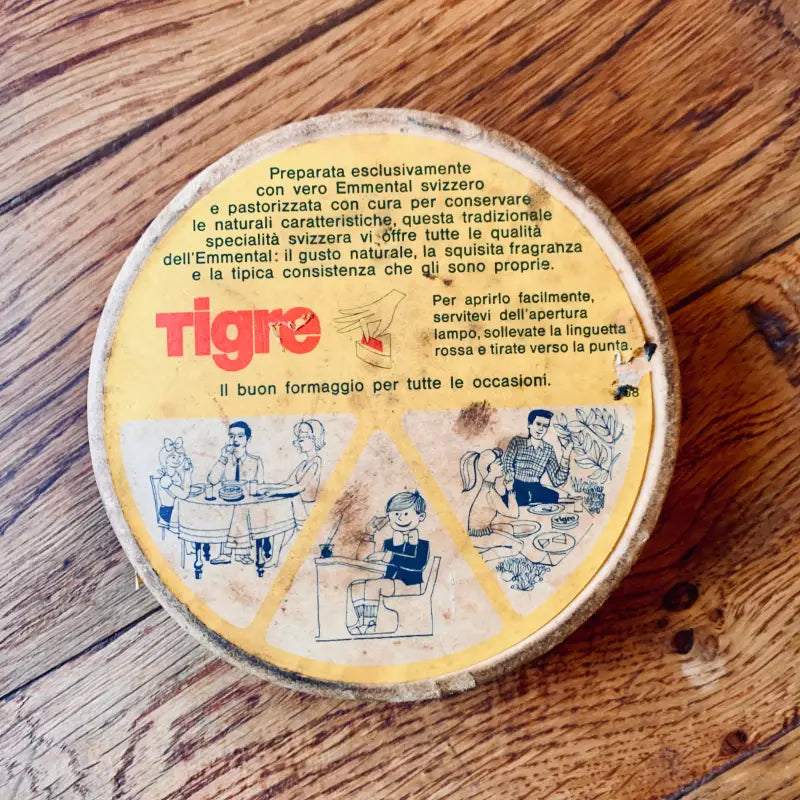 Preparata esclusivamente
con vero Emmental svizzero
e pastorizzata con cura per conservare
le naturali caratteristiche, questa tradizionale
specialità svizzera vi offre tutte le qualità
dell'Emmental: il gusto naturale, la squisita fragranza
e la tipica consistenza che gli sono proprie.
Tigre
Per aprirlo facilmente,
servitevi dell'apertura
lampo, sollevate la linguetta
rossa e tirate verso la punta.
Il buon formaggio per tutte le occasioni.
tigre